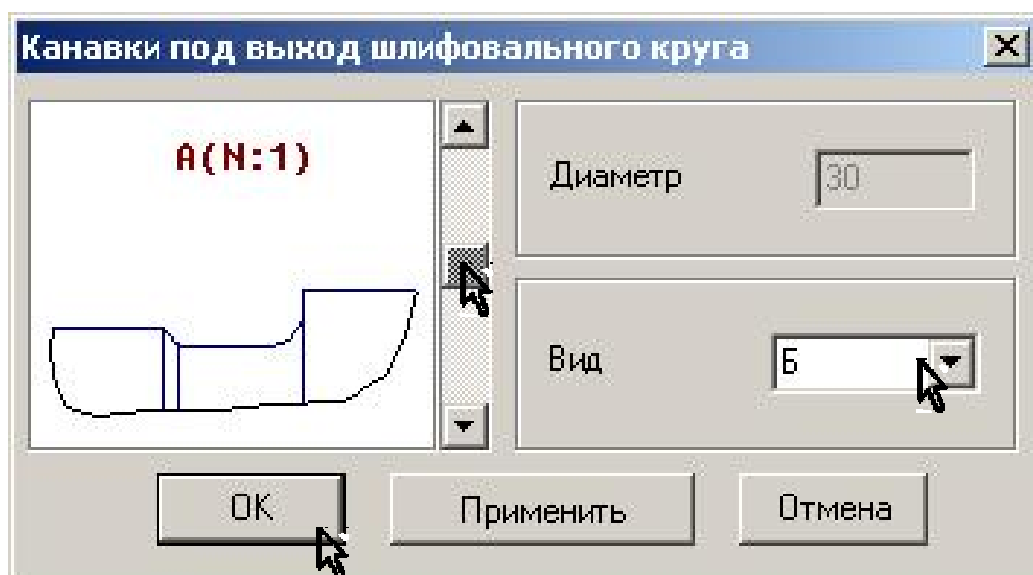 Канавки под выход шлифовального круга
А(N:1)
Диаметр 30
Вид Б
OK Применить Отмена